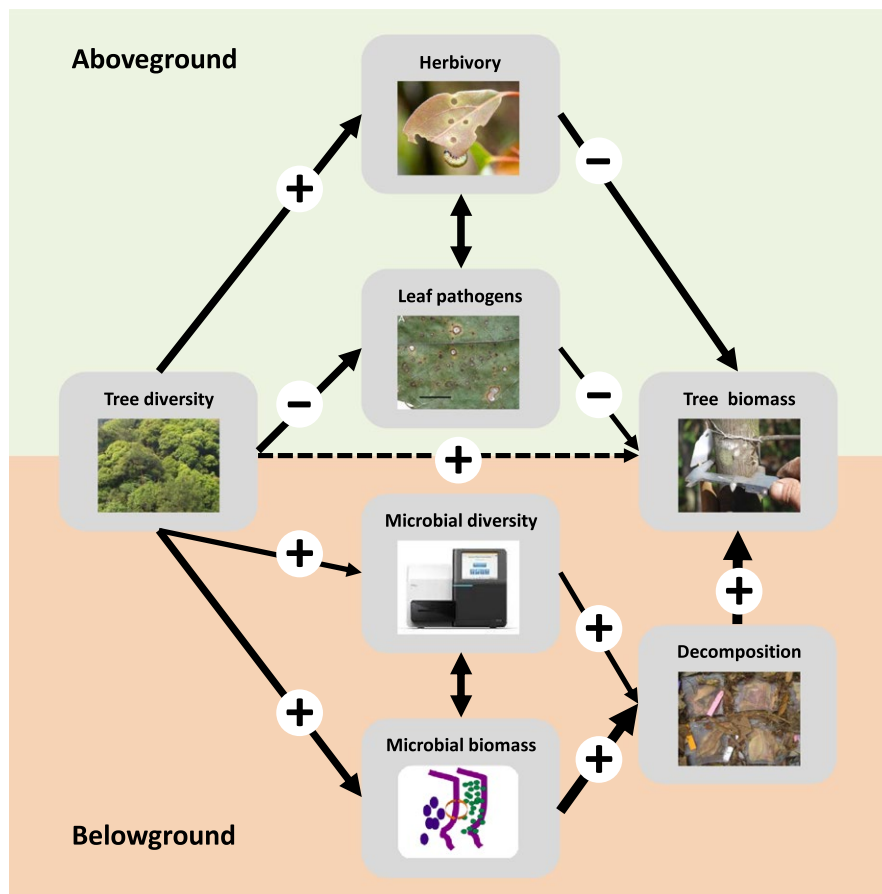 Aboveground
Herbivory
+
−
Leaf pathogens
Tree diversity
−
−
Tree biomass
+
Microbial diversity
+
+
+
Decomposition
Microbial biomass
+
+
Belowground